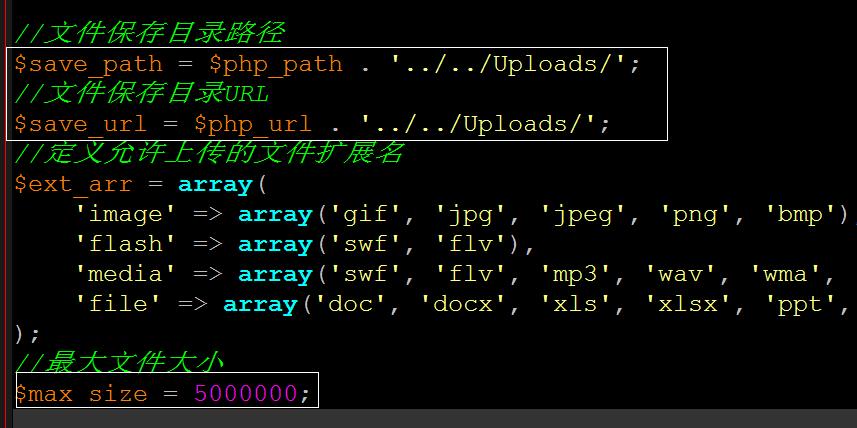 //文件保存目录路径
$save_path = $php_path . '../../Uploads/';
//文件保存目录URL
$save_url = $php_url . '../../Uploads/';
//定义允许上传的文件扩展名
$ext_arr = array(
    'image' => array('gif', 'jpg', 'jpeg', 'png', 'bmp'),
    'flash' => array('swf', 'flv'),
    'media' => array('swf', 'flv', 'mp3', 'wav', 'wma',
    'file' => array('doc', 'docx', 'xls', 'xlsx', 'ppt',
);
//最大文件大小
$max_size = 5000000;